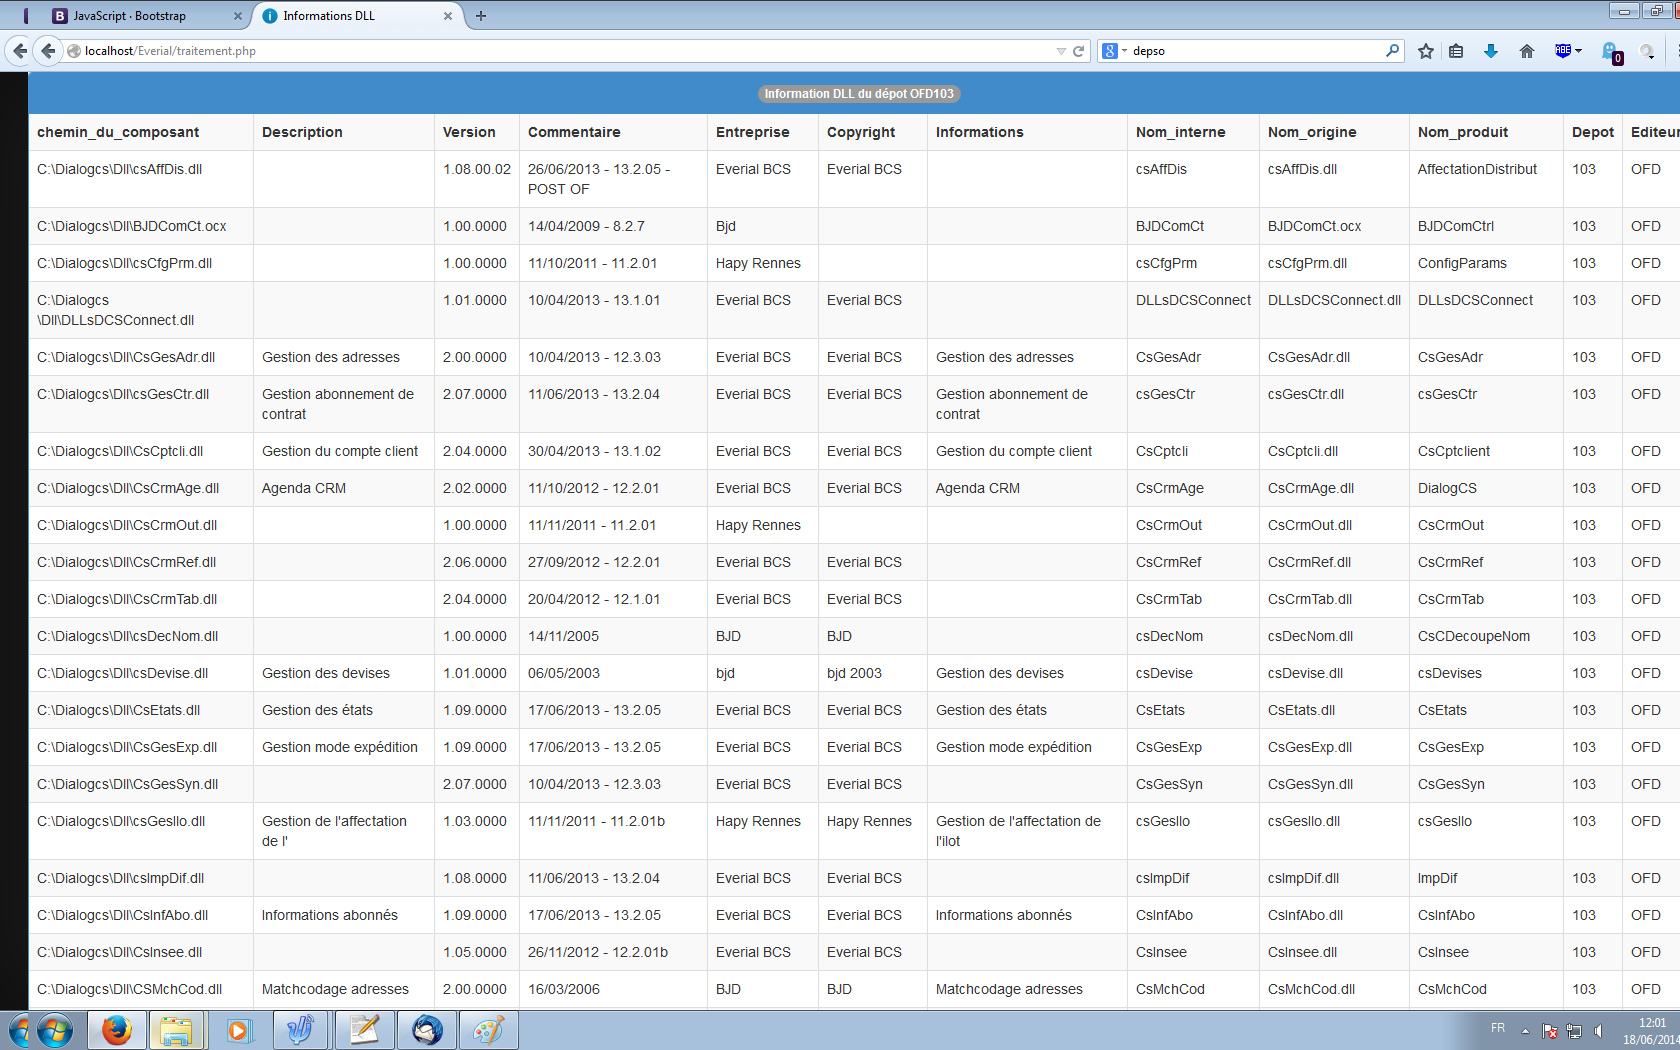 JavaScript · Bootstrap
Informations DLL
localhost/Everial/traitement.php
depso
ABE
0
Information DLL du dépot OFD103
chemin_du_composant Description Version Commentaire Entreprise Copyright Informations Nom_interne Nom_origine Nom_produit Depot Editeur
C:\Dialogcs\Dll\csAffDis.dll 1.08.00.02 26/06/2013 - 13.2.05 - Everial BCS Everial BCS csAffDis csAffDis.dll AffectationDistribut 103 OFD
POST OF
C:\Dialogcs\Dll\BJDComCt.ocx 1.00.0000 14/04/2009 - 8.2.7 Bjd BJDComCt BJDComCt.ocx BJDComCtrl 103 OFD
C:\Dialogcs\Dll\csCfgPrm.dll 1.00.0000 11/10/2011 - 11.2.01 Hapy Rennes csCfgPrm csCfgPrm.dll ConfigParams 103 OFD
C:\Dialogcs 1.01.0000 10/04/2013 - 13.1.01 Everial BCS Everial BCS DLLsDCSConnect DLLsDCSConnect.dll DLLsDCSConnect 103 OFD
\Dll\DLLsDCSConnect.dll
C:\Dialogcs\Dll\CsGesAdr.dll Gestion des adresses 2.00.0000 10/04/2013 - 12.3.03 Everial BCS Everial BCS Gestion des adresses CsGesAdr CsGesAdr.dll CsGesAdr 103 OFD
C:\Dialogcs\Dll\csGesCtr.dll Gestion abonnement de 2.07.0000 11/06/2013 - 13.2.04 Everial BCS Everial BCS Gestion abonnement de csGesCtr csGesCtr.dll csGesCtr 103 OFD
contrat contrat
C:\Dialogcs\Dll\CsCptcli.dll Gestion du compte client 2.04.0000 30/04/2013 - 13.1.02 Everial BCS Everial BCS Gestion du compte client CsCptcli CsCptcli.dll CsCptclient 103 OFD
C:\Dialogcs\Dll\CsCrmAge.dll Agenda CRM 2.02.0000 11/10/2012 - 12.2.01 Everial BCS Everial BCS Agenda CRM CsCrmAge CsCrmAge.dll DialogCS 103 OFD
C:\Dialogcs\Dll\CsCrmOut.dll 1.00.0000 11/11/2011 - 11.2.01 Hapy Rennes CsCrmOut CsCrmOut.dll CsCrmOut 103 OFD
C:\Dialogcs\Dll\CsCrmRef.dll 2.06.0000 27/09/2012 - 12.2.01 Everial BCS Everial BCS CsCrmRef CsCrmRef.dll CsCrmRef 103 OFD
C:\Dialogcs\Dll\CsCrmTab.dll 2.04.0000 20/04/2012 - 12.1.01 Everial BCS Everial BCS CsCrmTab CsCrmTab.dll CsCrmTab 103 OFD
C:\Dialogcs\Dll\csDecNom.dll 1.00.0000 14/11/2005 BJD BJD csDecNom csDecNom.dll CsCDecoupeNom 103 OFD
C:\Dialogcs\Dll\csDevise.dll Gestion des devises 1.01.0000 06/05/2003 bjd bjd 2003 Gestion des devises csDevise csDevise.dll csDevises 103 OFD
C:\Dialogcs\Dll\CsEtats.dll Gestion des états 1.09.0000 17/06/2013 - 13.2.05 Everial BCS Everial BCS Gestion des états CsEtats CsEtats.dll CsEtats 103 OFD
C:\Dialogcs\Dll\CsGesExp.dll Gestion mode expédition 1.09.0000 17/06/2013 - 13.2.05 Everial BCS Everial BCS Gestion mode expédition CsGesExp CsGesExp.dll CsGesExp 103 OFD
C:\Dialogcs\Dll\CsGesSyn.dll 2.07.0000 10/04/2013 - 12.3.03 Everial BCS Everial BCS CsGesSyn CsGesSyn.dll CsGesSyn 103 OFD
C:\Dialogcs\Dll\csGesIlo.dll Gestion de l'affectation 1.03.0000 11/11/2011 - 11.2.01b Hapy Rennes Hapy Rennes Gestion de l'affectation de csGesIlo csGesIlo.dll csGesIlo 103 OFD
de l' l'ilot
C:\Dialogcs\Dll\csImpDif.dll 1.08.0000 11/06/2013 - 13.2.04 Everial BCS Everial BCS csImpDif csImpDif.dll ImpDif 103 OFD
C:\Dialogcs\Dll\CsInfAbo.dll Informations abonnés 1.09.0000 17/06/2013 - 13.2.05 Everial BCS Everial BCS Informations abonnés CsInfAbo CsInfAbo.dll CsInfAbo 103 OFD
C:\Dialogcs\Dll\CsInsee.dll 1.05.0000 26/11/2012 - 12.2.01b Everial BCS Everial BCS CsInsee CsInsee.dll CsInsee 103 OFD
C:\Dialogcs\Dll\CSMchCod.dll Matchcodage adresses 2.00.0000 16/03/2006 BJD BJD Matchcodage adresses CsMchCod CsMchCod.dll CsMchCod 103 OFD
FR
12:01
18/06/2014